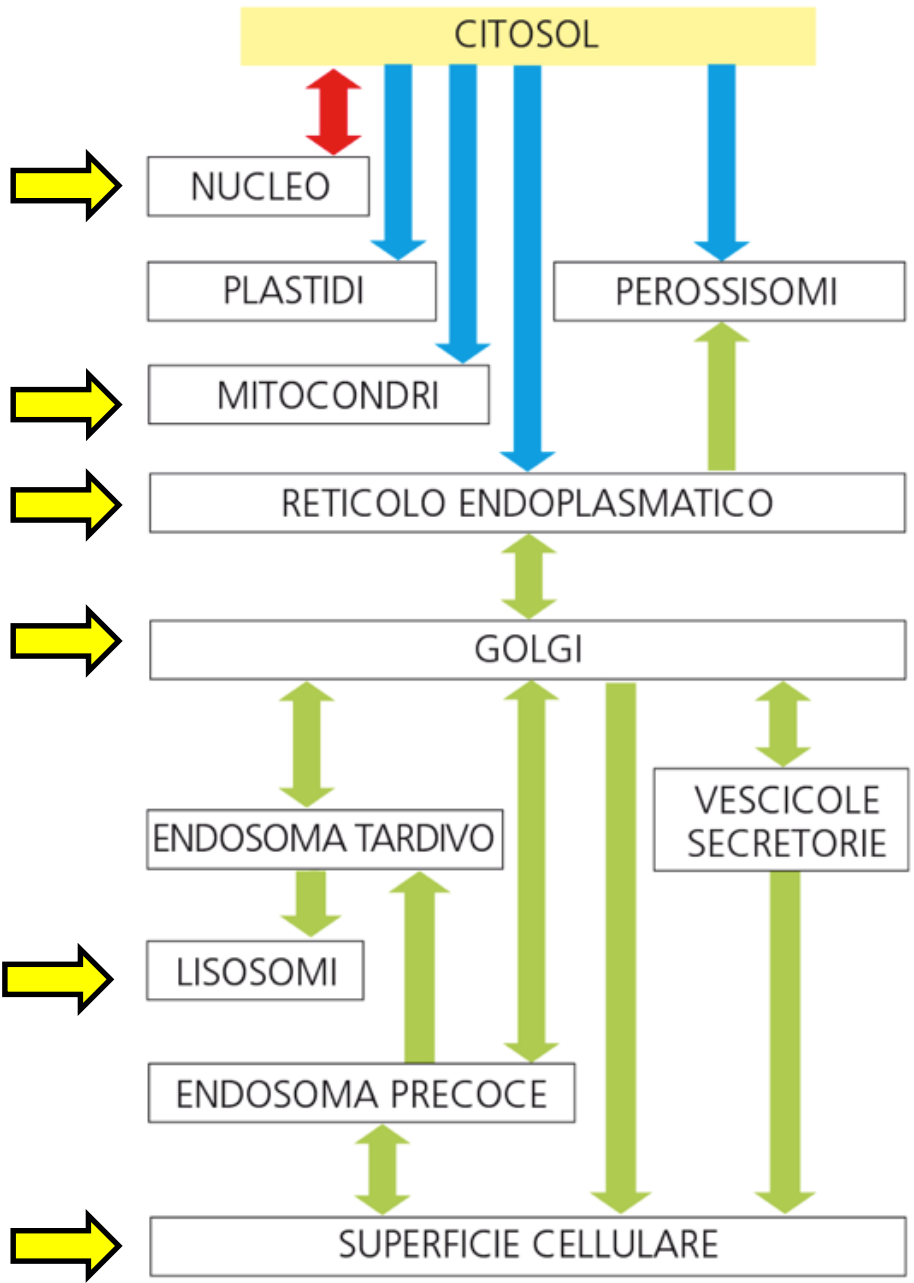 CITOSOL
NUCLEO
PLASTIDI
PEROSSISOMI
MITOCONDRI
RETICOLO ENDOPLASMATICO
GOLGI
VESCICOLE
SECRETORIE
ENDOSOMA TARDIVO
LISOSOMI
ENDOSOMA PRECOCE
SUPERFICIE CELLULARE